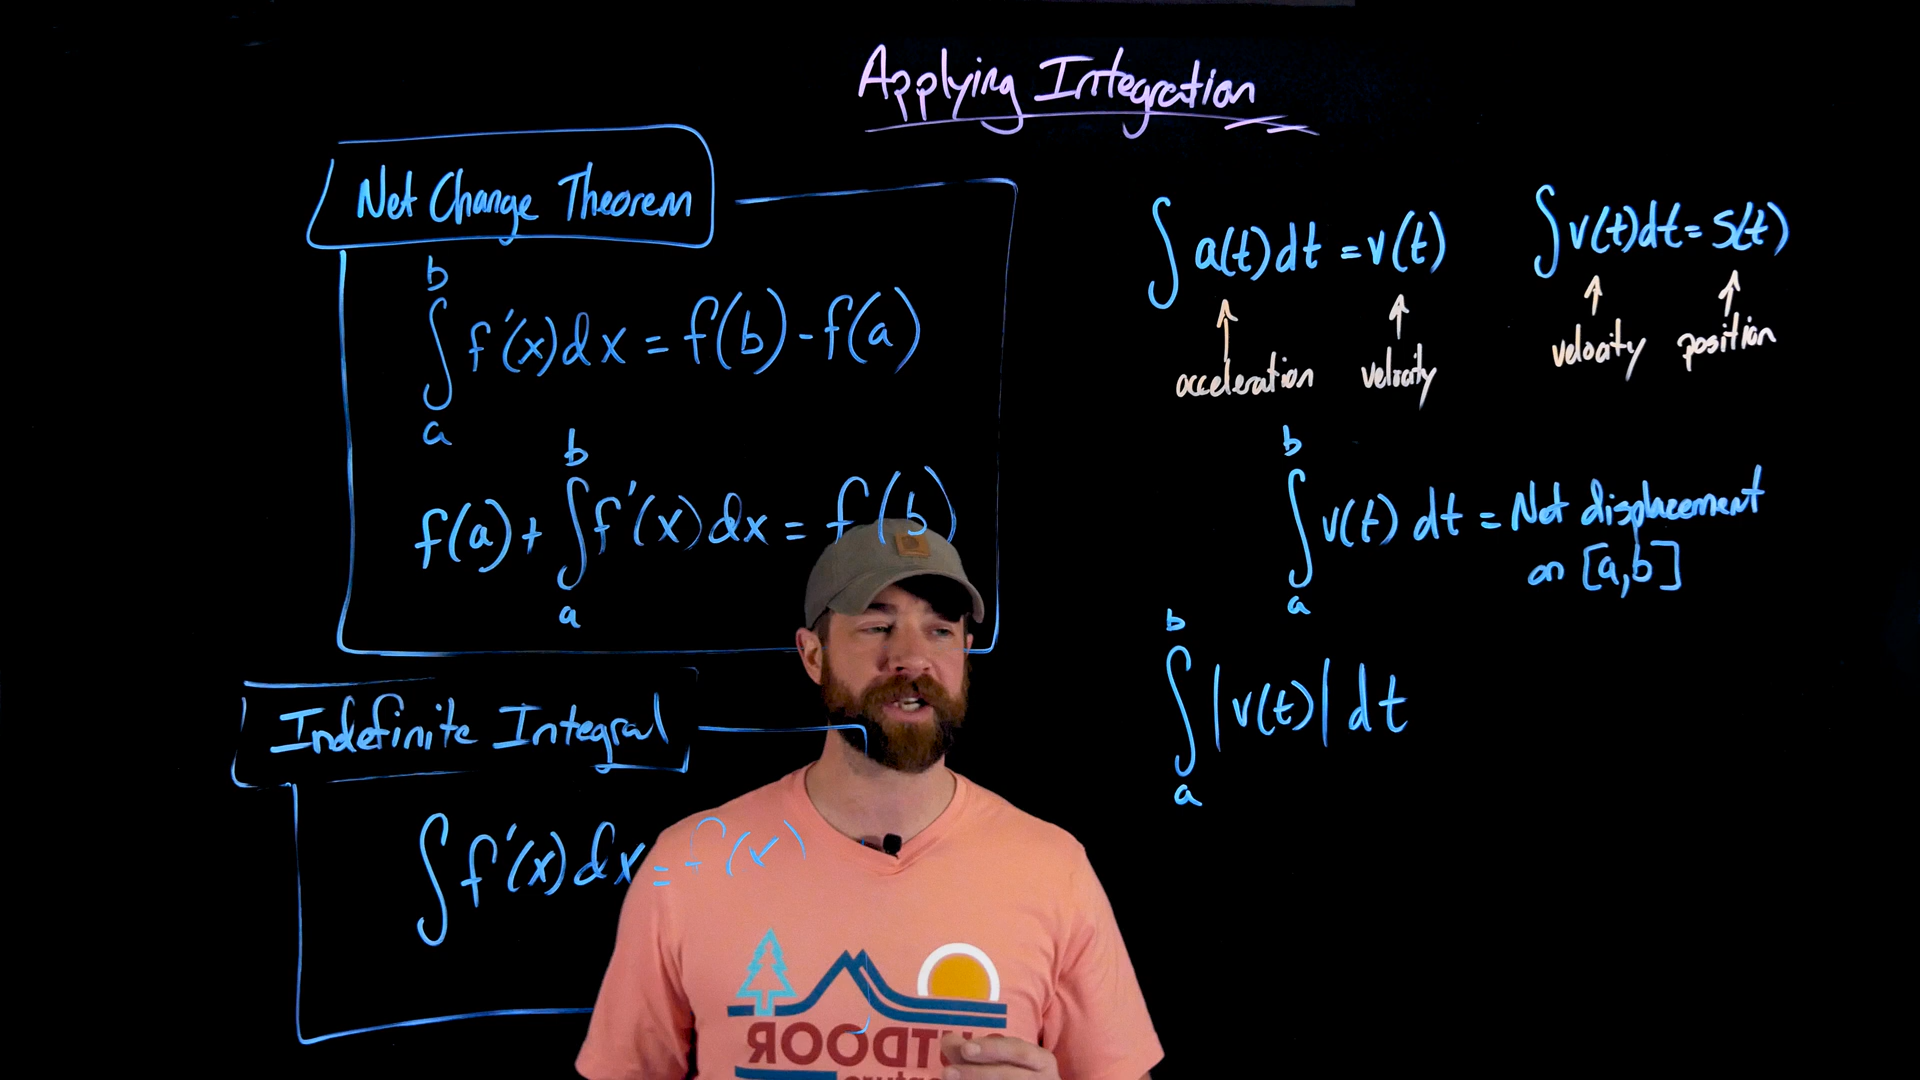 Applying Integration
Net Change Theorem
∫_a^b f'(x)dx = f(b) - f(a)
f(a) + ∫_a^b f'(x)dx = f(b)
Indefinite Integral
∫ f'(x)dx = f(x)
∫ a(t)dt = v(t)
acceleration velocity
∫ v(t)dt = s(t)
velocity position
∫_a^b v(t) dt = Net displacement
on [a,b]
∫_a^b |v(t)| dt
OUTDOOR